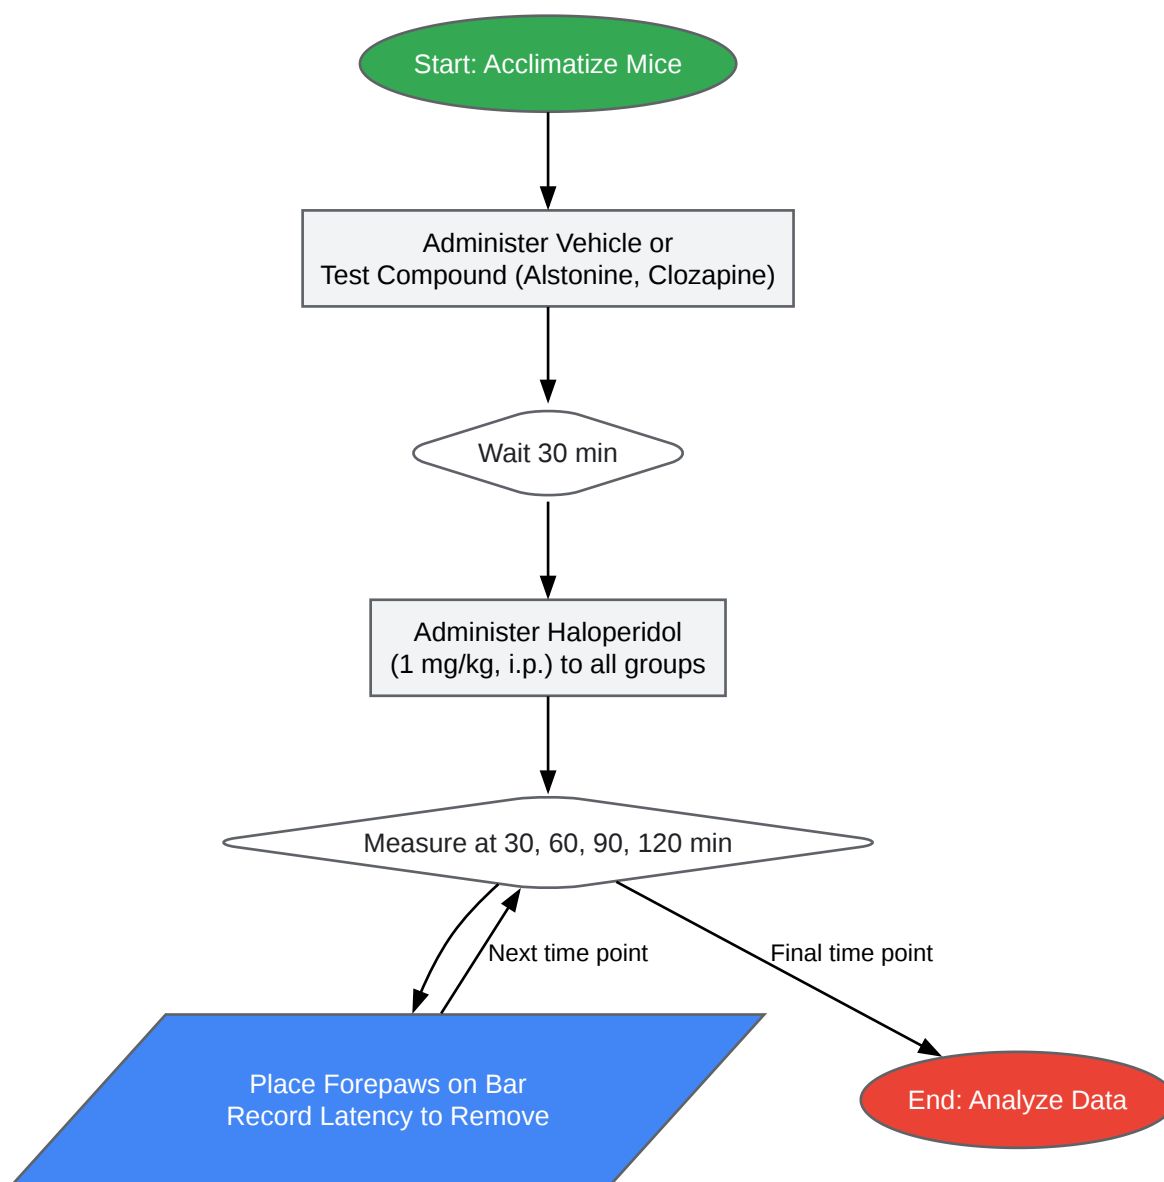 Start: Acclimatize Mice
Administer Vehicle or
Test Compound (Alstonine, Clozapine)
Wait 30 min
Administer Haloperidol
(1 mg/kg, i.p.) to all groups
Measure at 30, 60, 90, 120 min
Next time point
Final time point
Place Forepaws on Bar
Record Latency to Remove
End: Analyze Data